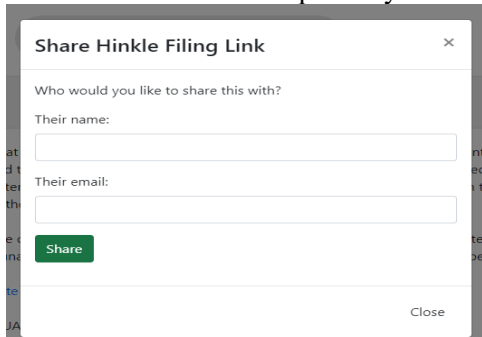 Share Hinkle Filing Link ×
Who would you like to share this with?
Their name:
Their email:
Share
Close